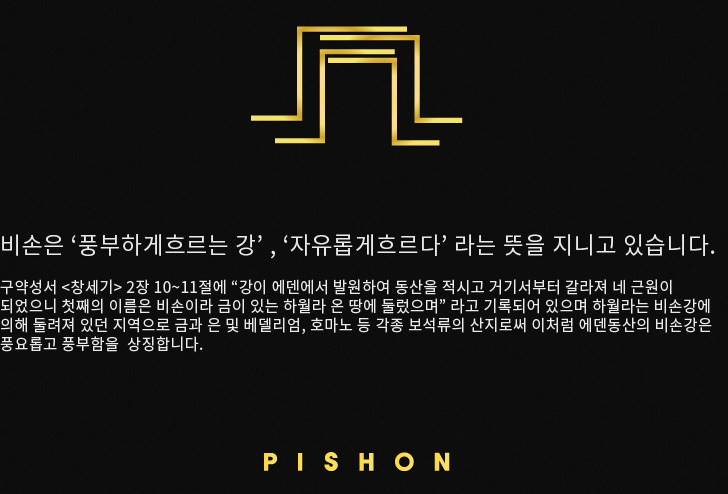 비손은 ‘풍부하게흐르는 강’ , ‘자유롭게흐르다’ 라는 뜻을 지니고 있습니다.
구약성서 <창세기> 2장 10~11절에 “강이 에덴에서 발원하여 동산을 적시고 거기서부터 갈라져 네 근원이
되었으니 첫째의 이름은 비손이라 금이 있는 하월라 온 땅에 둘렀으며” 라고 기록되어 있으며 하월라는 비손강에
의해 둘려져 있던 지역으로 금과 은 및 베델리엄, 호마노 등 각종 보석류의 산지로써 이처럼 에덴동산의 비손강은
풍요롭고 풍부함을  상징합니다.
PISHON